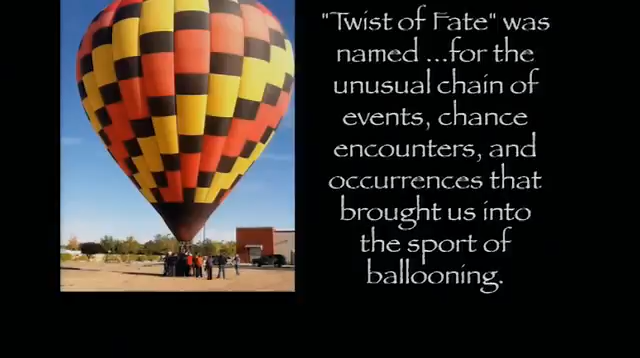 "Twist of Fate" was
named ...for the
unusual chain of
events, chance
encounters, and
occurrences that
brought us into
the sport of
ballooning.